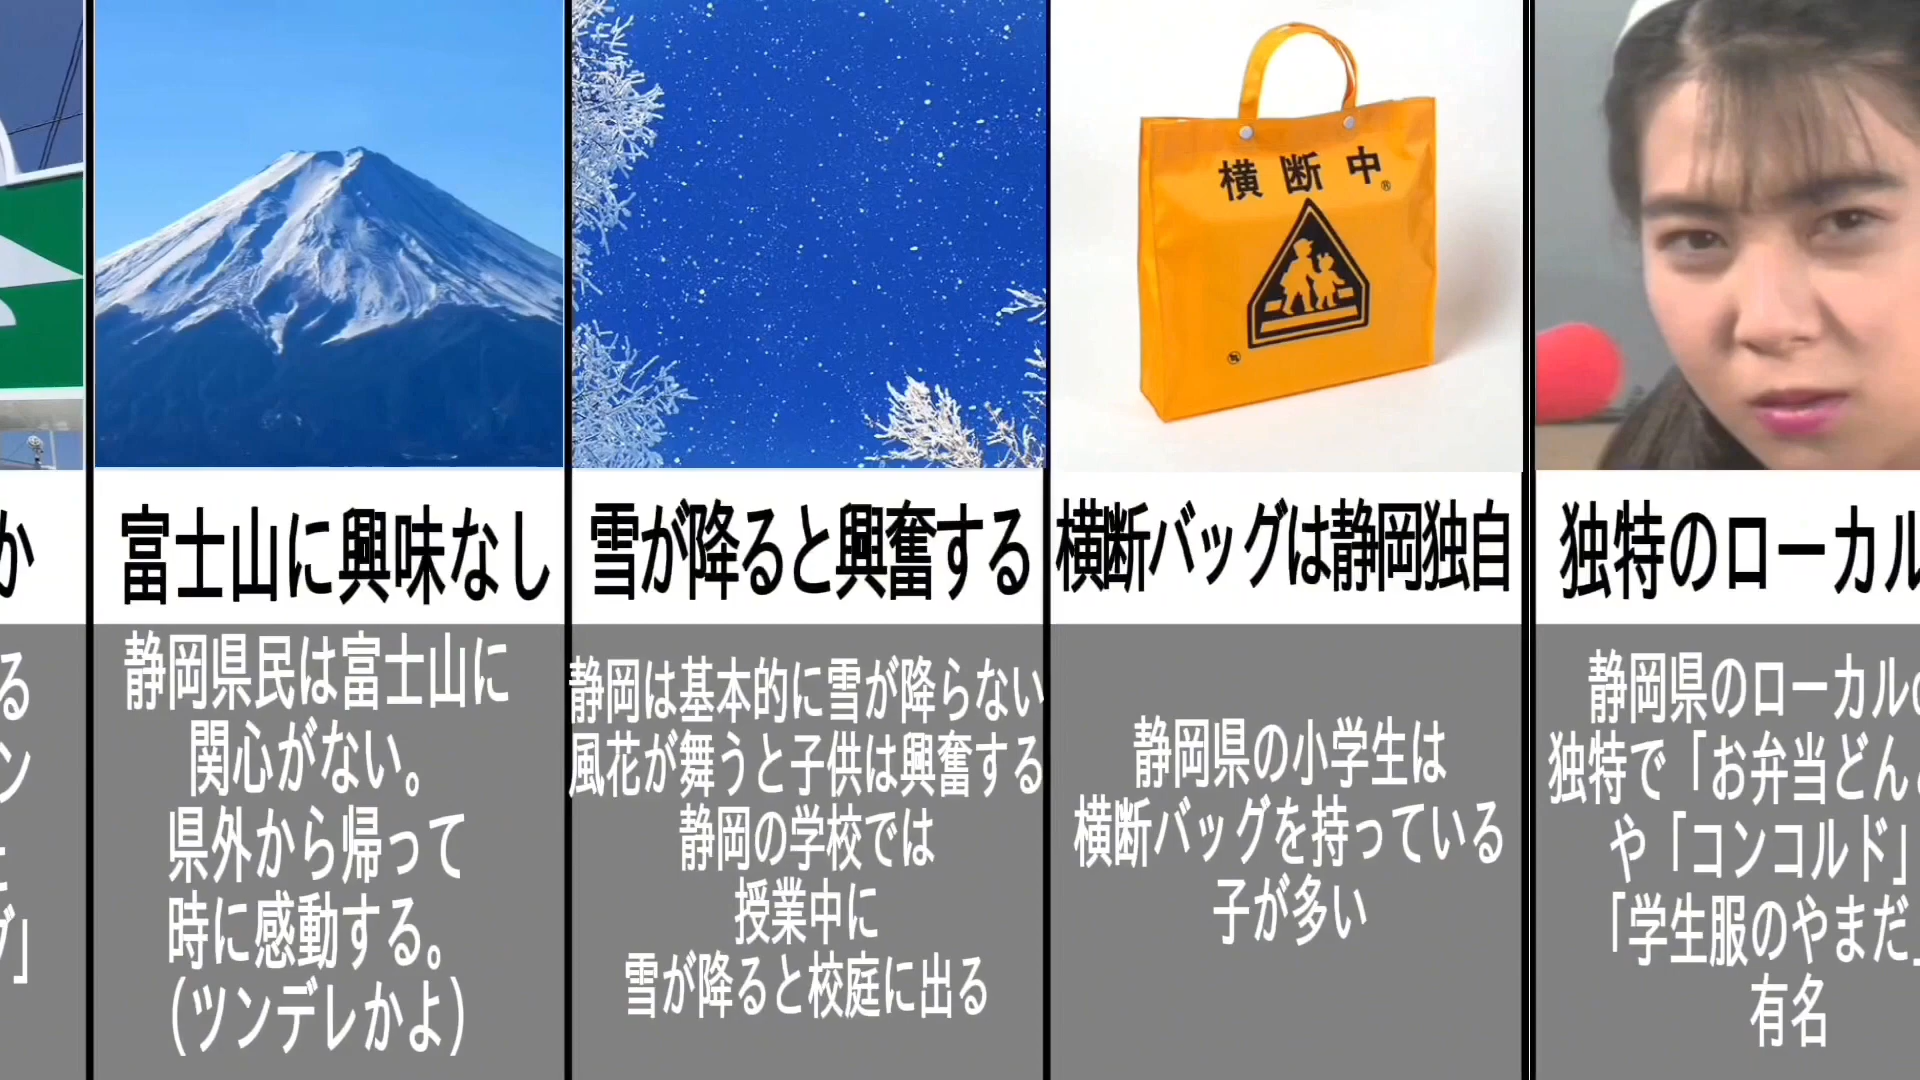 か
る
ン
富士山に興味なし
静岡県民は富士山に
関心がない。
県外から帰って
時に感動する。
(ツンデレかよ)
雪が降ると興奮する
静岡は基本的に雪が降らない
風花が舞うと子供は興奮する
静岡の学校では
授業中に
雪が降ると校庭に出る
横断中®
横断バッグは静岡独自
静岡県の小学生は
横断バッグを持っている
子が多い
独特のローカル
静岡県のローカル
独特で「お弁当どん
や「コンコルド」
「学生服のやまだ」
有名